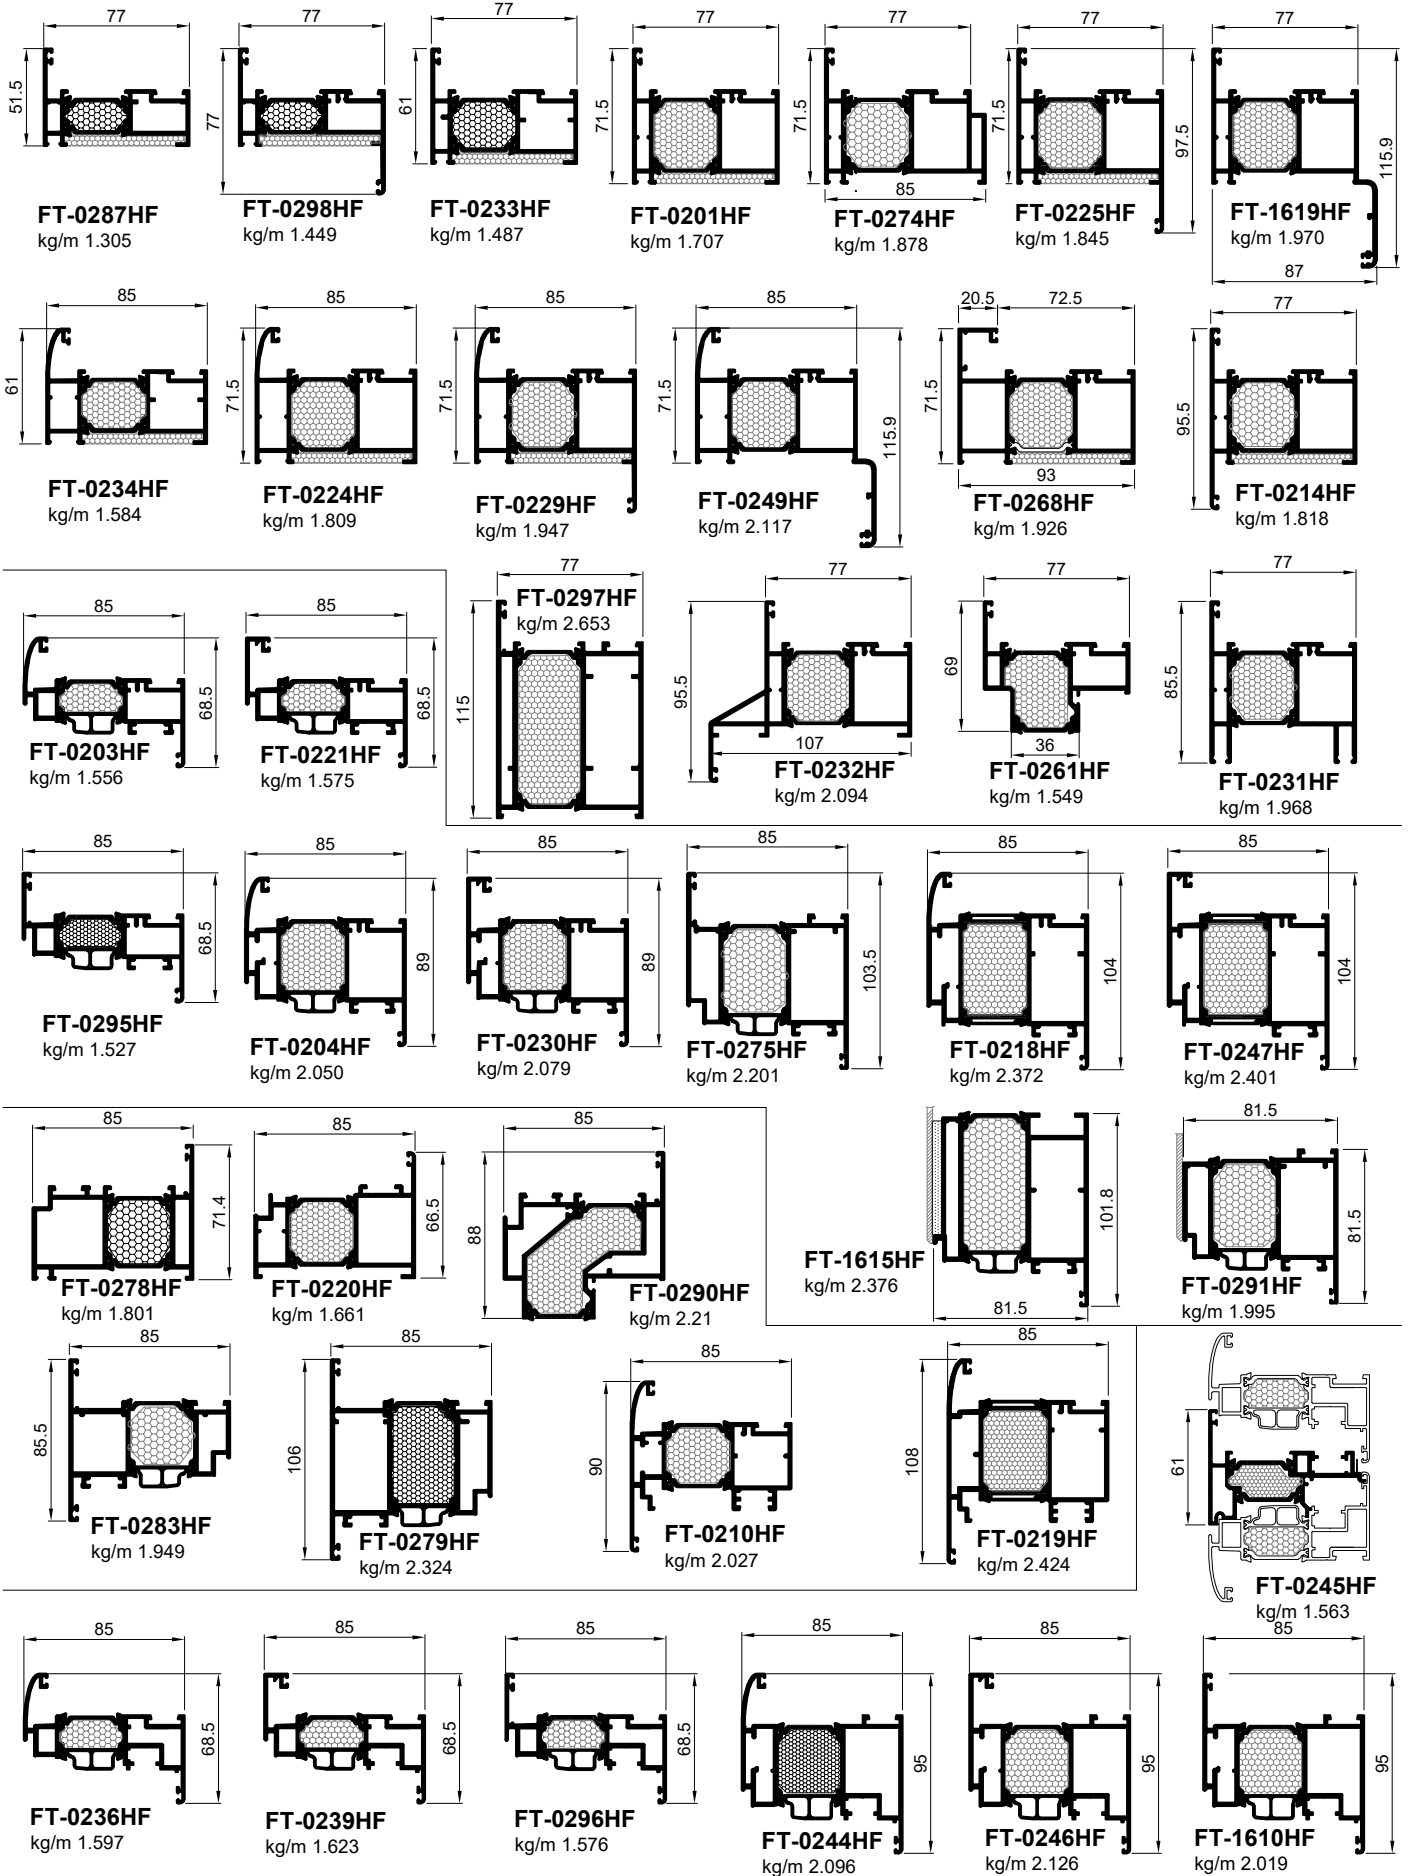 77
77
77
77
77
77
77
51.5
77
61
71.5
71.5
71.5
97.5
115.9
85
87
FT-0287HF
kg/m 1.305
FT-0298HF
kg/m 1.449
FT-0233HF
kg/m 1.487
FT-0201HF
kg/m 1.707
FT-0274HF
kg/m 1.878
FT-0225HF
kg/m 1.845
FT-1619HF
kg/m 1.970
85
85
85
85
20.5
72.5
77
61
71.5
71.5
71.5
115.9
71.5
93
95.5
FT-0234HF
kg/m 1.584
FT-0224HF
kg/m 1.809
FT-0229HF
kg/m 1.947
FT-0249HF
kg/m 2.117
FT-0268HF
kg/m 1.926
FT-0214HF
kg/m 1.818
85
85
77
77
77
77
68.5
68.5
115
95.5
107
69
36
85.5
FT-0203HF
kg/m 1.556
FT-0221HF
kg/m 1.575
FT-0297HF
kg/m 2.653
FT-0232HF
kg/m 2.094
FT-0261HF
kg/m 1.549
FT-0231HF
kg/m 1.968
85
85
85
85
85
85
68.5
89
89
103.5
104
104
FT-0295HF
kg/m 1.527
FT-0204HF
kg/m 2.050
FT-0230HF
kg/m 2.079
FT-0275HF
kg/m 2.201
FT-0218HF
kg/m 2.372
FT-0247HF
kg/m 2.401
85
85
85
81.5
71.4
66.5
88
101.8
81.5
81.5
FT-0278HF
kg/m 1.801
FT-0220HF
kg/m 1.661
FT-0290HF
kg/m 2.21
FT-1615HF
kg/m 2.376
FT-0291HF
kg/m 1.995
85
85
85
85
85.5
106
90
108
61
FT-0283HF
kg/m 1.949
FT-0279HF
kg/m 2.324
FT-0210HF
kg/m 2.027
FT-0219HF
kg/m 2.424
FT-0245HF
kg/m 1.563
85
85
85
85
85
85
68.5
68.5
68.5
95
95
95
FT-0236HF
kg/m 1.597
FT-0239HF
kg/m 1.623
FT-0296HF
kg/m 1.576
FT-0244HF
kg/m 2.096
FT-0246HF
kg/m 2.126
FT-1610HF
kg/m 2.019